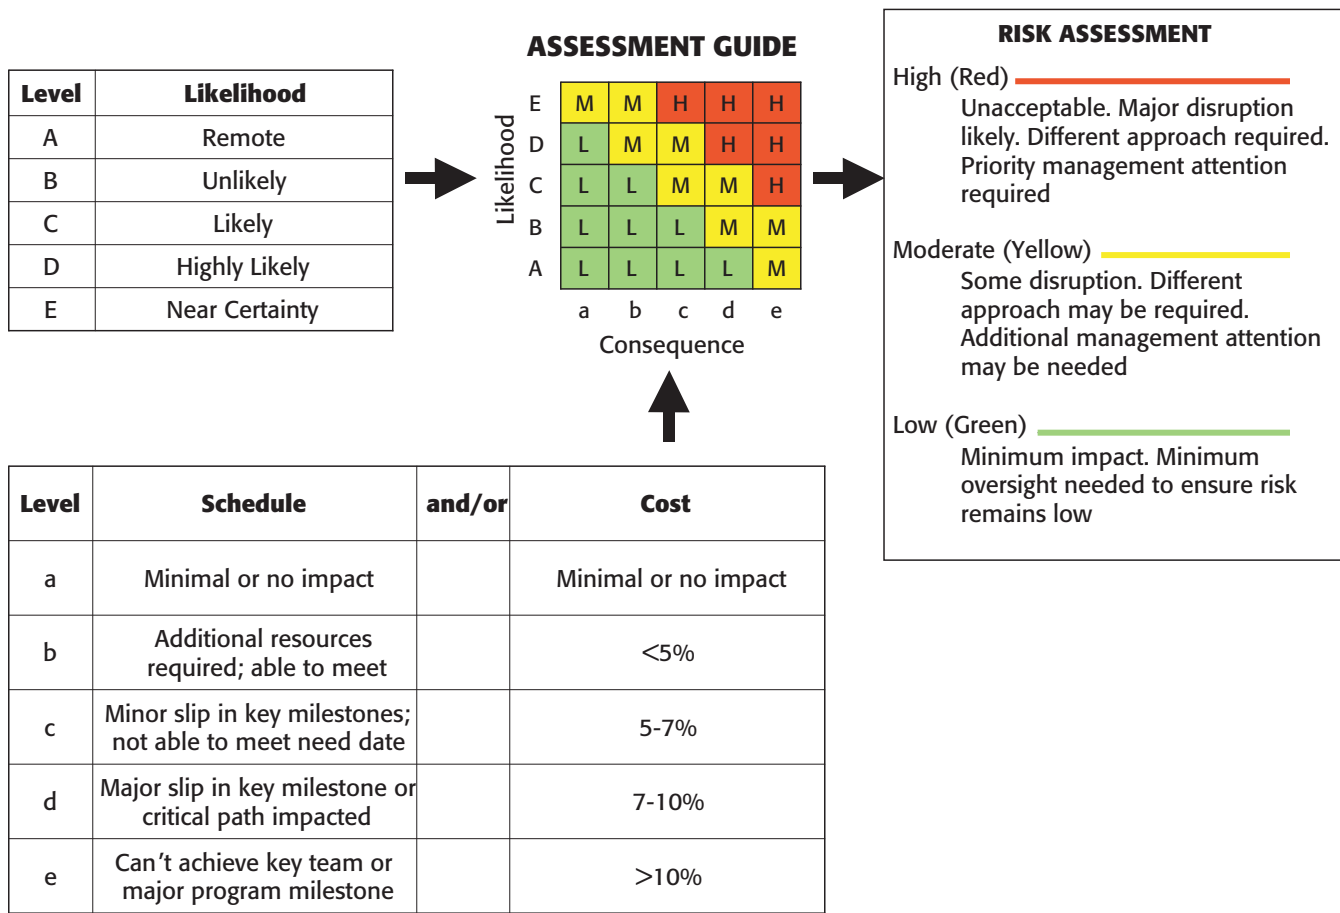 Level Likelihood
A Remote
B Unlikely
C Likely
D Highly Likely
E Near Certainty
ASSESSMENT GUIDE
Likelihood
E M M H H H
D L M M H H
C L L M M H
B L L L M M
A L L L L M
a b c d e
Consequence
RISK ASSESSMENT
High (Red)
Unacceptable. Major disruption
likely. Different approach required.
Priority management attention
required
Moderate (Yellow)
Some disruption. Different
approach may be required.
Additional management attention
may be needed
Low (Green)
Minimum impact. Minimum
oversight needed to ensure risk
remains low
Level Schedule and/or Cost
a Minimal or no impact Minimal or no impact
b Additional resources
required; able to meet <5%
c Minor slip in key milestones;
not able to meet need date 5-7%
d Major slip in key milestone or
critical path impacted 7-10%
e Can't achieve key team or
major program milestone >10%